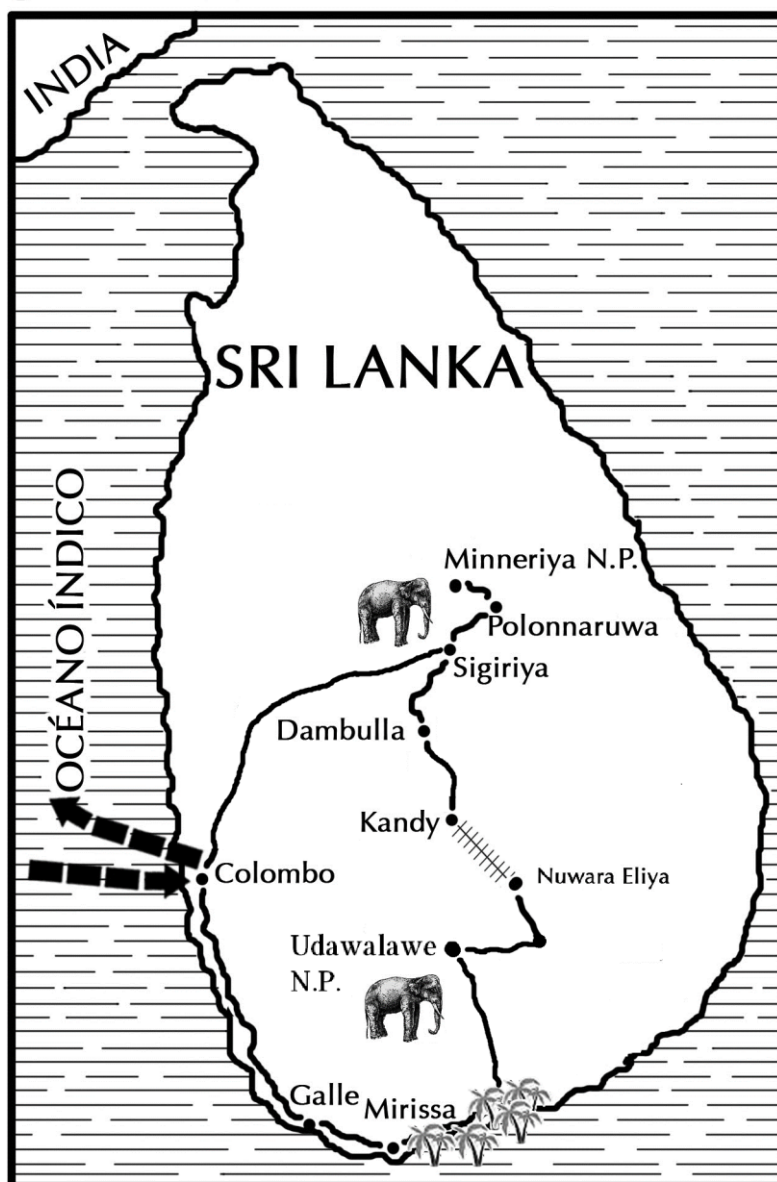 INDIA
SRI LANKA
OCÉANO ÍNDICO
Minneriya N.P.
Polonnaruwa
Sigiriya
Dambulla
Kandy
Nuwara Eliya
Colombo
Udawalawe
N.P.
Galle
Mirissa